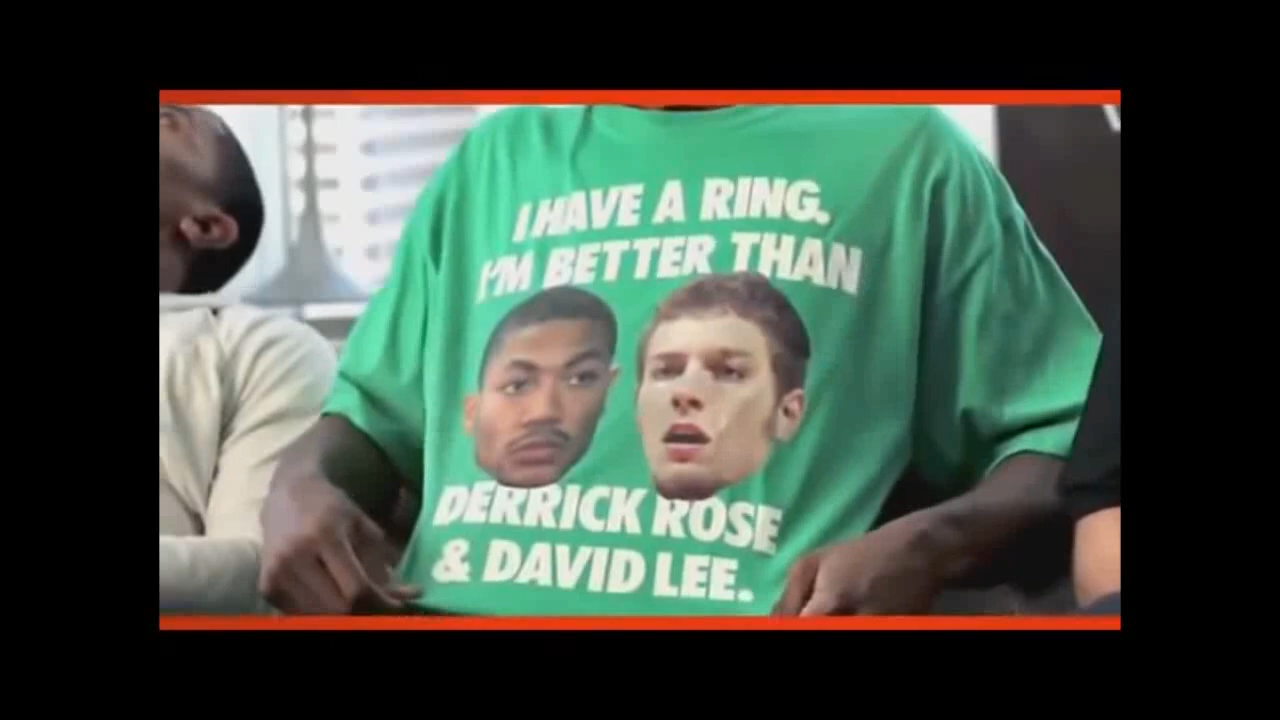 I HAVE A RING.
I'M BETTER THAN
DERRICK ROSE
& DAVID LEE.